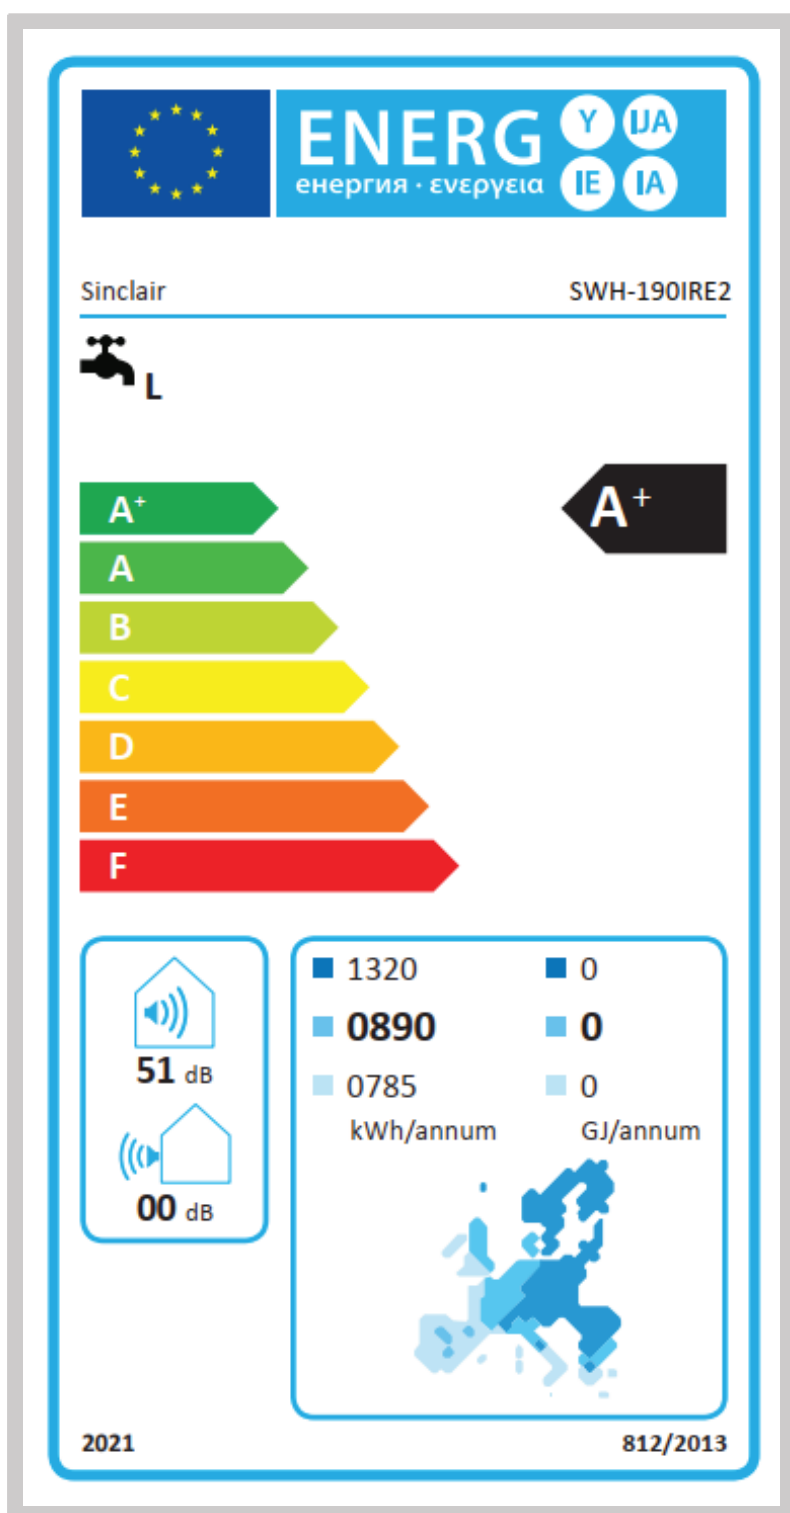 ENERG Y IJA
енергия · ενεργεια IE IA
Sinclair SWH-190IRE2
L
A+ A+
A
B
C
D
E
F
51 dB
00 dB
1320 0
0890 0
0785 0
kWh/annum GJ/annum
2021 812/2013